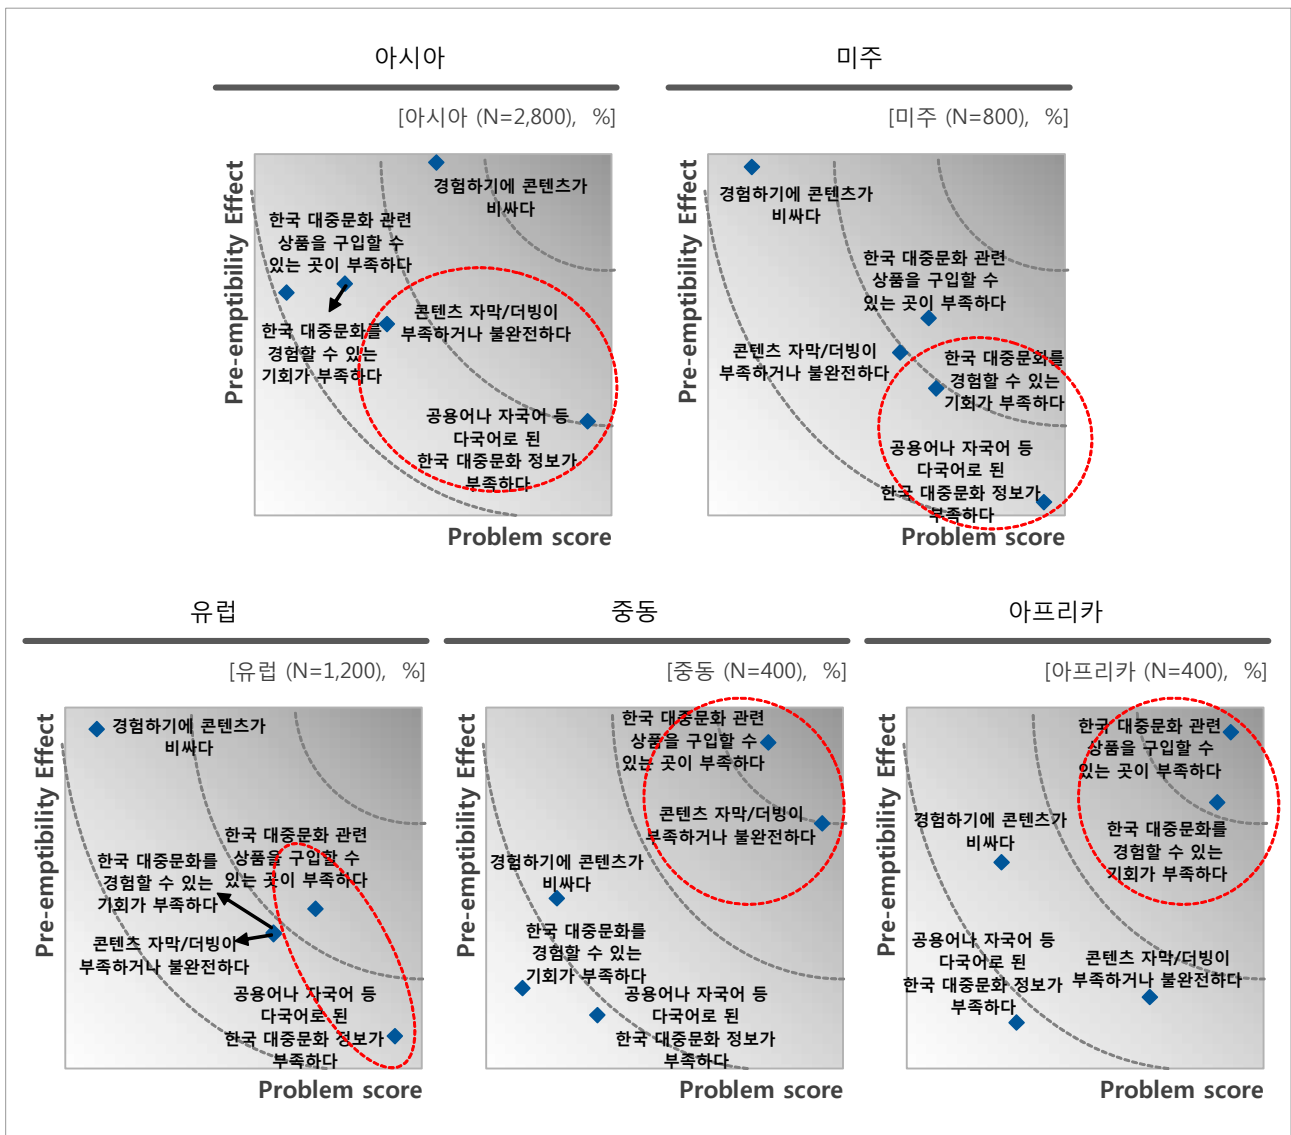 아시아
[아시아 (N=2,800), %]
Pre-emptibility Effect
경험하기에 콘텐츠가
비싸다
한국 대중문화 관련
상품을 구입할 수
있는 곳이 부족하다
한국 대중문화를
경험할 수 있는
기회가 부족하다
콘텐츠 자막/더빙이
부족하거나 불완전하다
공용어나 자국어 등
다국어로 된
한국 대중문화 정보가
부족하다
Problem score
미주
[미주 (N=800), %]
Pre-emptibility Effect
경험하기에 콘텐츠가
비싸다
한국 대중문화 관련
상품을 구입할 수
있는 곳이 부족하다
콘텐츠 자막/더빙이
부족하거나 불완전하다
한국 대중문화를
경험할 수 있는
기회가 부족하다
공용어나 자국어 등
다국어로 된
한국 대중문화 정보가
부족하다
Problem score
유럽
[유럽 (N=1,200), %]
Pre-emptibility Effect
경험하기에 콘텐츠가
비싸다
한국 대중문화 관련
상품을 구입할 수
있는 곳이 부족하다
한국 대중문화를
경험할 수 있는
기회가 부족하다
콘텐츠 자막/더빙이
부족하거나 불완전하다
공용어나 자국어 등
다국어로 된
한국 대중문화 정보가
부족하다
Problem score
중동
[중동 (N=400), %]
Pre-emptibility Effect
한국 대중문화 관련
상품을 구입할 수
있는 곳이 부족하다
콘텐츠 자막/더빙이
부족하거나 불완전하다
경험하기에 콘텐츠가
비싸다
한국 대중문화를
경험할 수 있는
기회가 부족하다
공용어나 자국어 등
다국어로 된
한국 대중문화 정보가
부족하다
Problem score
아프리카
[아프리카 (N=400), %]
Pre-emptibility Effect
한국 대중문화 관련
상품을 구입할 수
있는 곳이 부족하다
경험하기에 콘텐츠가
비싸다
한국 대중문화를
경험할 수 있는
기회가 부족하다
공용어나 자국어 등
다국어로 된
한국 대중문화 정보가
부족하다
콘텐츠 자막/더빙이
부족하거나 불완전하다
Problem score